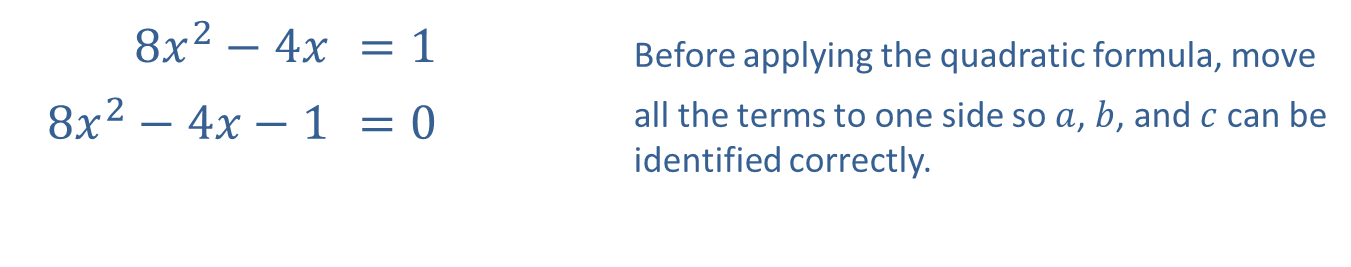 8x² − 4x = 1
8x² − 4x − 1 = 0
Before applying the quadratic formula, move
all the terms to one side so a, b, and c can be
identified correctly.